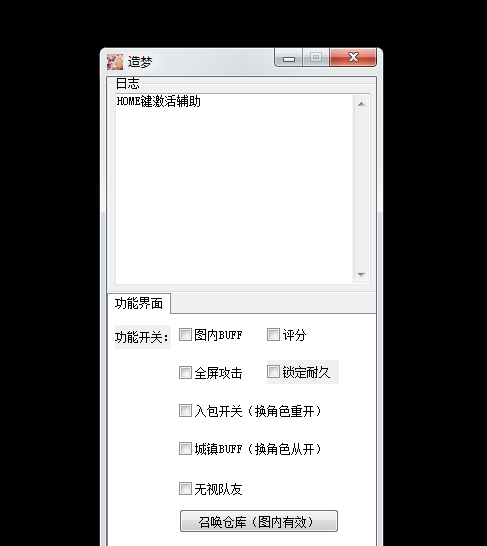 造梦
日志
HOME键激活辅助
功能界面
功能开关: 图内BUFF 评分
全屏攻击 锁定耐久
入包开关（换角色重开）
城镇BUFF（换角色从开）
无视队友
召唤仓库（图内有效）